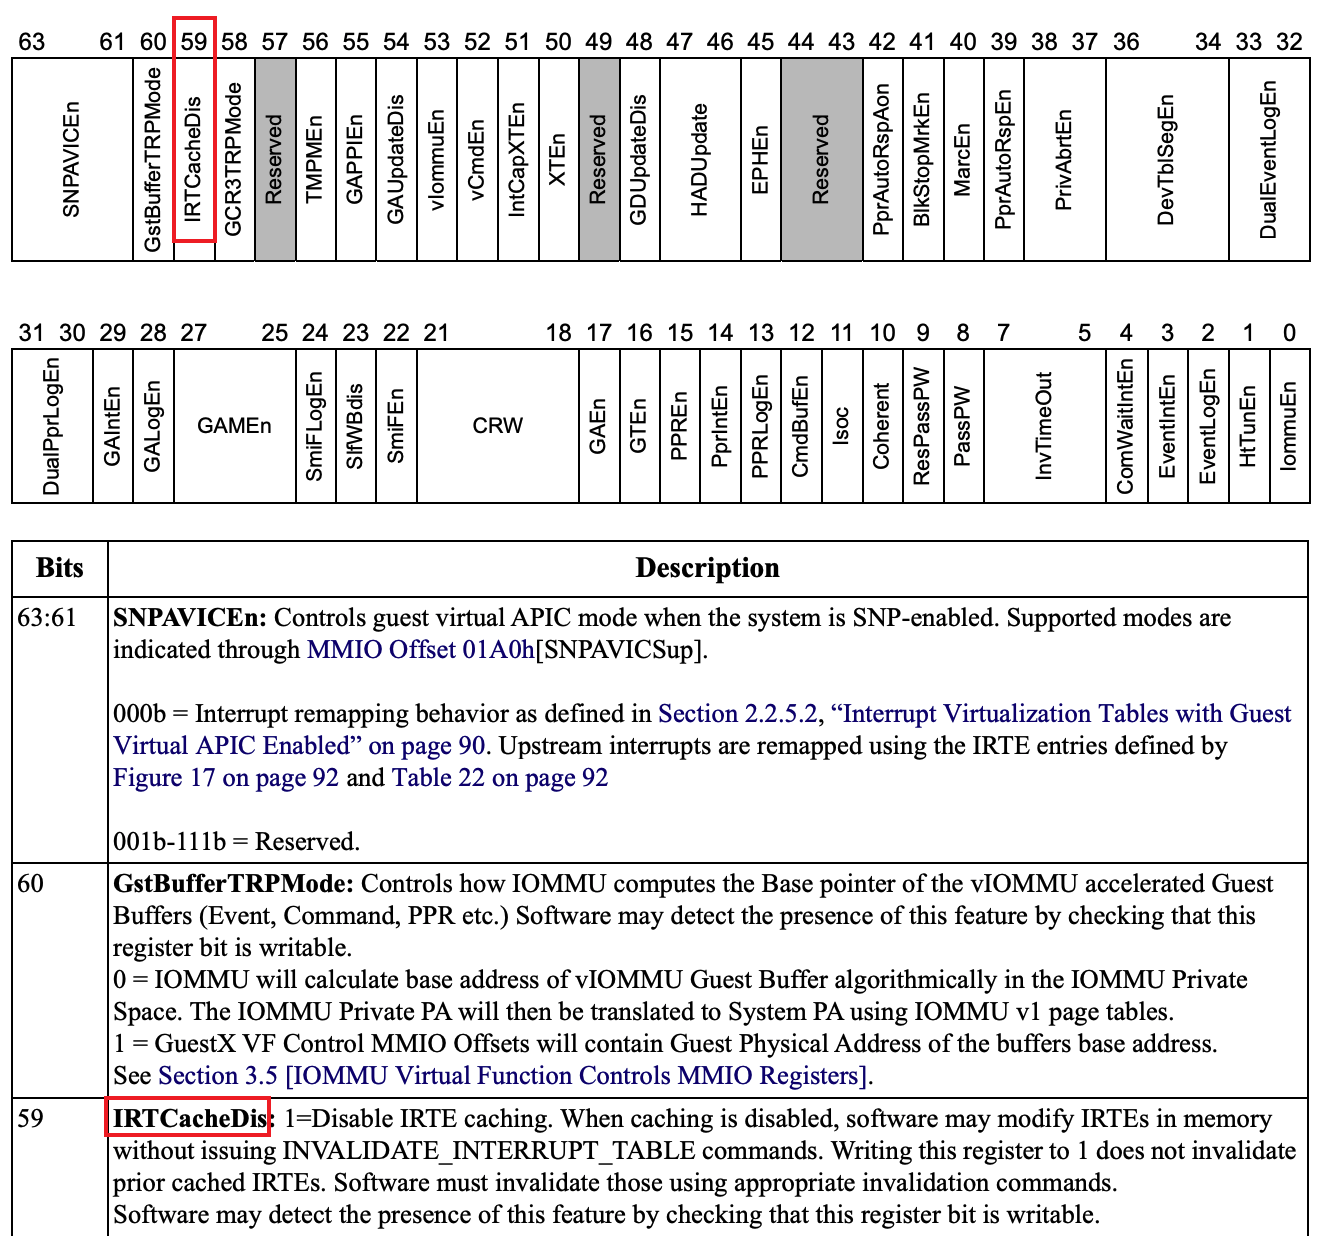 63 61 60 59 58 57 56 55 54 53 52 51 50 49 48 47 46 45 44 43 42 41 40 39 38 37 36 34 33 32
SNPAVICEn
GstBufferTRPMode
IRTCacheDis
GCR3TRPMode
Reserved
TMPMEn
GAPPIEn
GAUpdateDis
vIommuEn
vCmdEn
IntCapXTEn
XTEn
Reserved
GDUpdateDis
HADUpdate
EPHEn
Reserved
PprAutoRspAon
BlkStopMrkEn
MarcEn
PprAutoRspEn
PrivAbrtEn
DevTblSegEn
DualEventLogEn
31 30 29 28 27 25 24 23 22 21 18 17 16 15 14 13 12 11 10 9 8 7 5 4 3 2 1 0
DualPprLogEn
GAIntEn
GALogEn
GAMEn
SmiFLogEn
SlfWBdis
SmiFEn
CRW
GAEn
GTEn
PPREn
PprIntEn
PPRLogEn
CmdBufEn
Isoc
Coherent
ResPassPW
PassPW
InvTimeOut
ComWaitIntEn
EventIntEn
EventLogEn
HtTunEn
IommuEn
Bits Description
63:61 SNPAVICEn: Controls guest virtual APIC mode when the system is SNP-enabled. Supported modes are
indicated through MMIO Offset 01A0h[SNPAVICSup].
000b = Interrupt remapping behavior as defined in Section 2.2.5.2, “Interrupt Virtualization Tables with Guest
Virtual APIC Enabled” on page 90. Upstream interrupts are remapped using the IRTE entries defined by
Figure 17 on page 92 and Table 22 on page 92
001b-111b = Reserved.
60 GstBufferTRPMode: Controls how IOMMU computes the Base pointer of the vIOMMU accelerated Guest
Buffers (Event, Command, PPR etc.) Software may detect the presence of this feature by checking that this
register bit is writable.
0 = IOMMU will calculate base address of vIOMMU Guest Buffer algorithmically in the IOMMU Private
Space. The IOMMU Private PA will then be translated to System PA using IOMMU v1 page tables.
1 = GuestX VF Control MMIO Offsets will contain Guest Physical Address of the buffers base address.
See Section 3.5 [IOMMU Virtual Function Controls MMIO Registers].
59 IRTCacheDis: 1=Disable IRTE caching. When caching is disabled, software may modify IRTEs in memory
without issuing INVALIDATE_INTERRUPT_TABLE commands. Writing this register to 1 does not invalidate
prior cached IRTEs. Software must invalidate those using appropriate invalidation commands.
Software may detect the presence of this feature by checking that this register bit is writable.